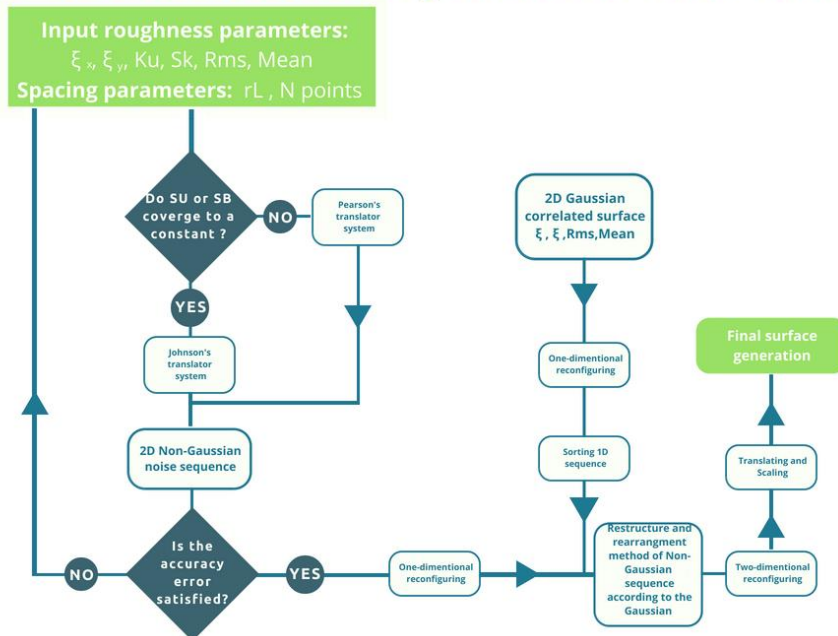 Input roughness parameters:
ξ x, ξ y, Ku, Sk, Rms, Mean
Spacing parameters: rL , N points
Do SU or SB
coverge to a
constant ?
NO
Pearson's
translator
system
YES
Johnson's
translator
system
2D Non-Gaussian
noise sequence
Is the
accuracy
error
satisfied?
NO
YES
One-dimentional
reconfiguring
2D Gaussian
correlated surface
ξ , ξ ,Rms,Mean
One-dimentional
reconfiguring
Sorting 1D
sequence
Restructure and
rearrangment
method of Non-
Gaussian
sequence
according to the
Gaussian
Two-dimentional
reconfiguring
Translating and
Scaling
Final surface
generation